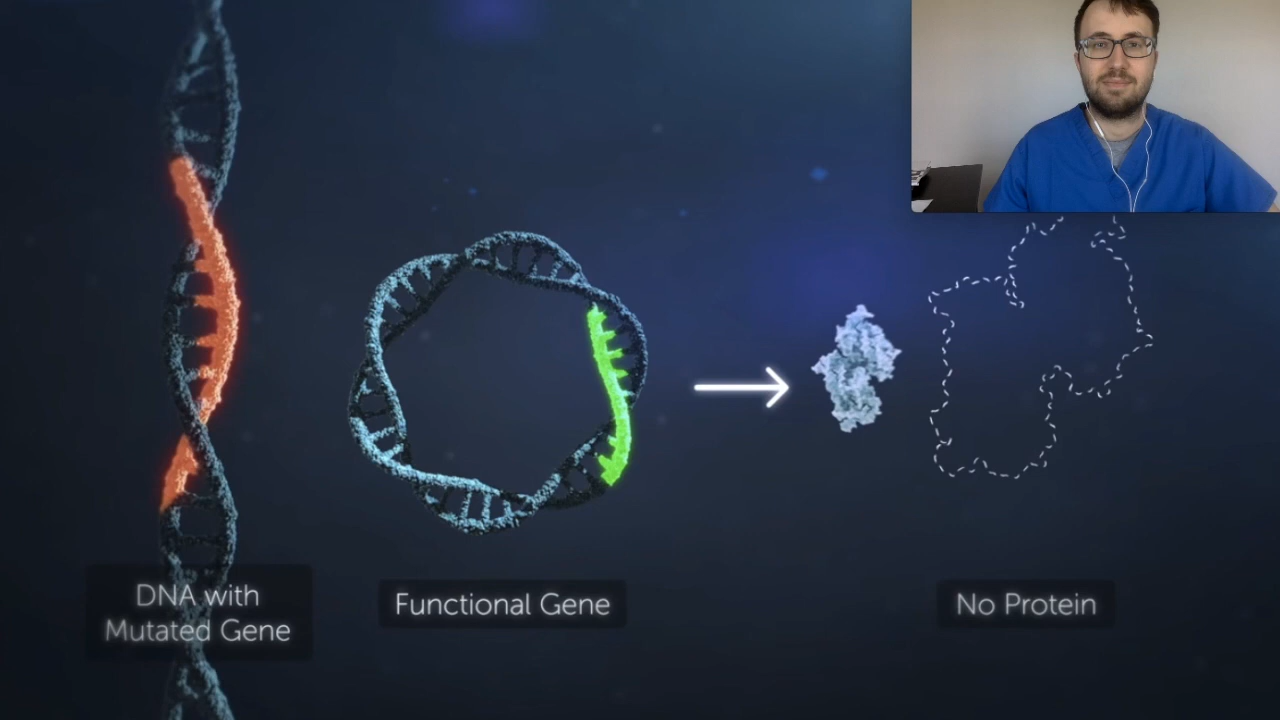 DNA with
Mutated Gene
Functional Gene
No Protein